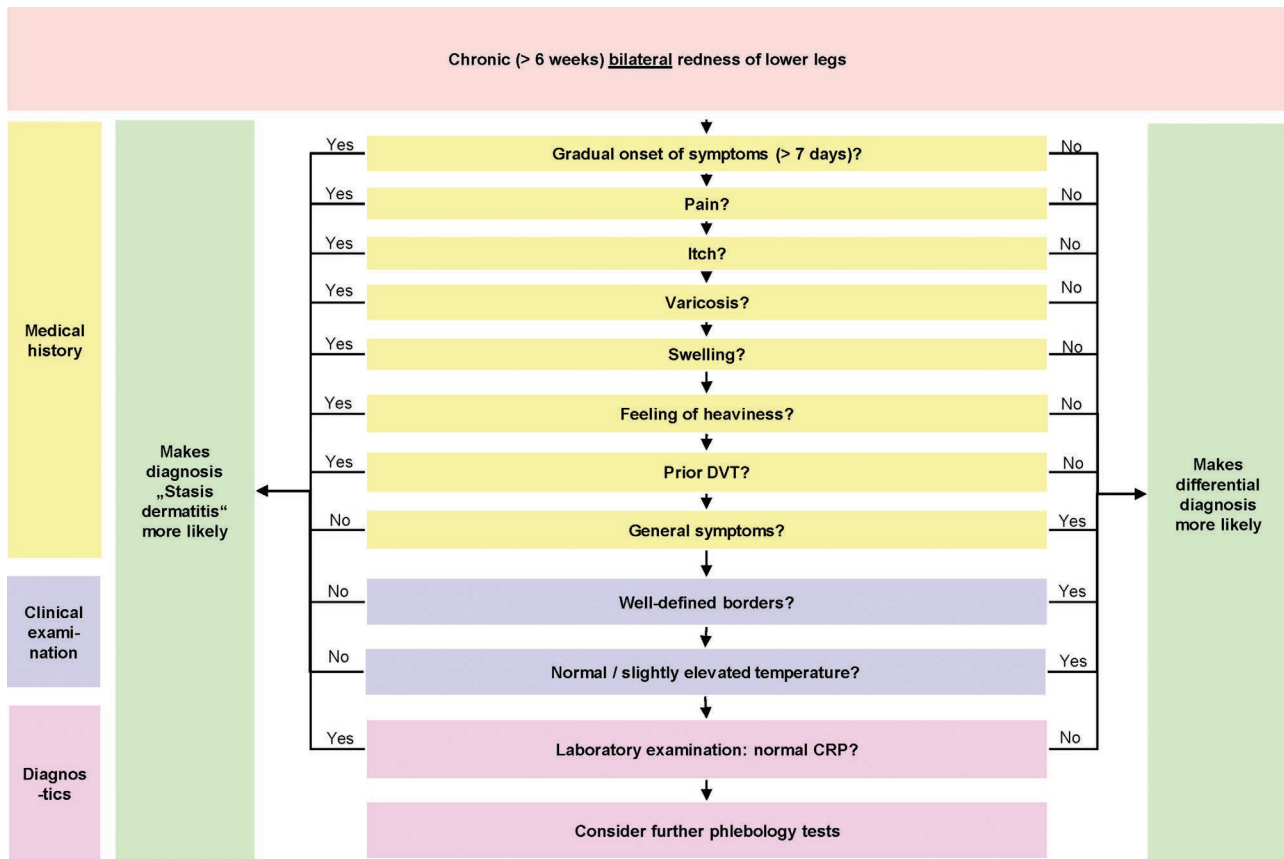 Chronic (> 6 weeks) bilateral redness of lower legs
Medical
history
Makes
diagnosis
„Stasis
dermatitis“
more likely
Yes
Gradual onset of symptoms (> 7 days)?
No
Yes
Pain?
No
Yes
Itch?
No
Yes
Varicosis?
No
Yes
Swelling?
No
Yes
Feeling of heaviness?
No
Yes
Prior DVT?
No
No
General symptoms?
Yes
Makes
differential
diagnosis
more likely
Clinical
exami-
nation
No
Well-defined borders?
Yes
No
Normal / slightly elevated temperature?
Yes
Diagnos
-tics
Yes
Laboratory examination: normal CRP?
No
Consider further phlebology tests